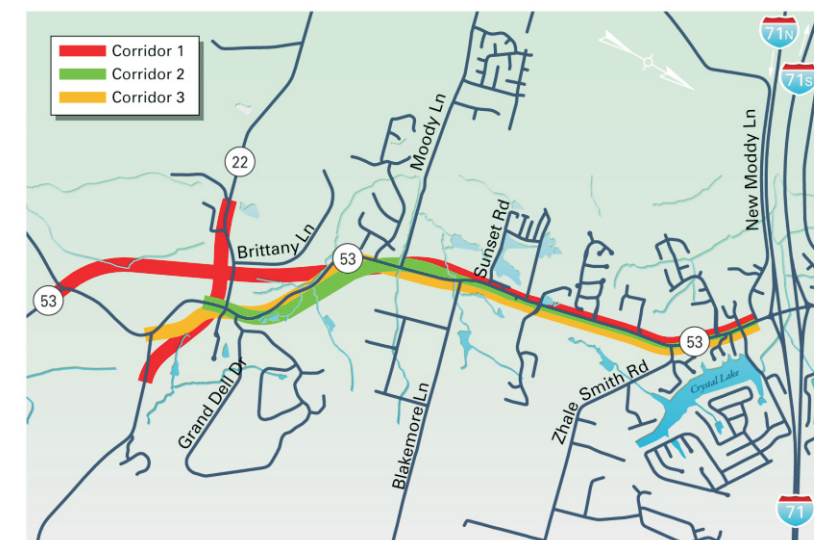 Corridor 1
Corridor 2
Corridor 3
71N
71S
22
Moody Ln
New Moddy Ln
Brittany Ln
Sunset Rd
53
53
53
Grand Dell Dr
Blakemore Ln
Zhale Smith Rd
Crystal Lake
71